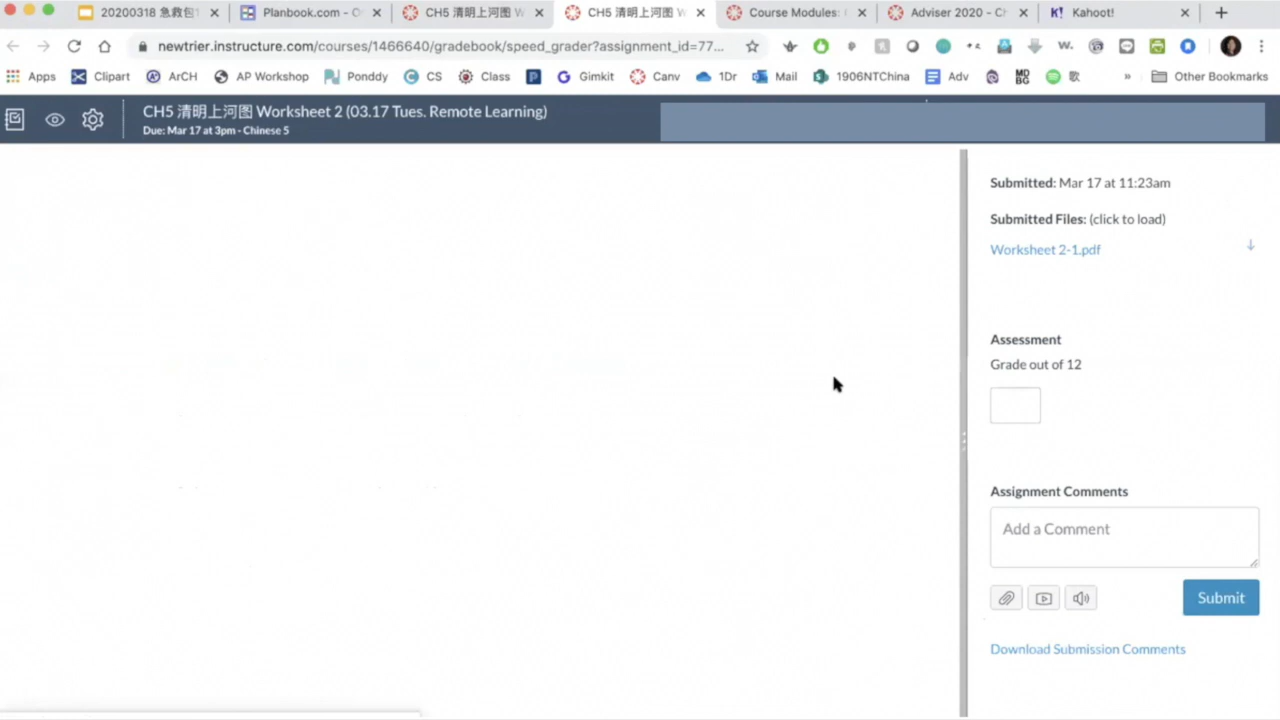 20200318 急救包
Planbook.com - O
CH5 清明上河图 W
CH5 清明上河图 W
Course Modules: (
Adviser 2020 - Ch
K! Kahoot!
newtrier.instructure.com/courses/1466640/gradebook/speed_grader?assignment_id=77...
Apps
Clipart
ArCH
AP Workshop
Ponddy
CS
Class
Gimkit
Canv
1Dr
Mail
1906NTChina
Adv
MD
BG
歌
»
Other Bookmarks
CH5 清明上河图 Worksheet 2 (03.17 Tues. Remote Learning)
Due: Mar 17 at 3pm - Chinese 5
Submitted: Mar 17 at 11:23am
Submitted Files: (click to load)
Worksheet 2-1.pdf
Assessment
Grade out of 12
Assignment Comments
Add a Comment
Submit
Download Submission Comments